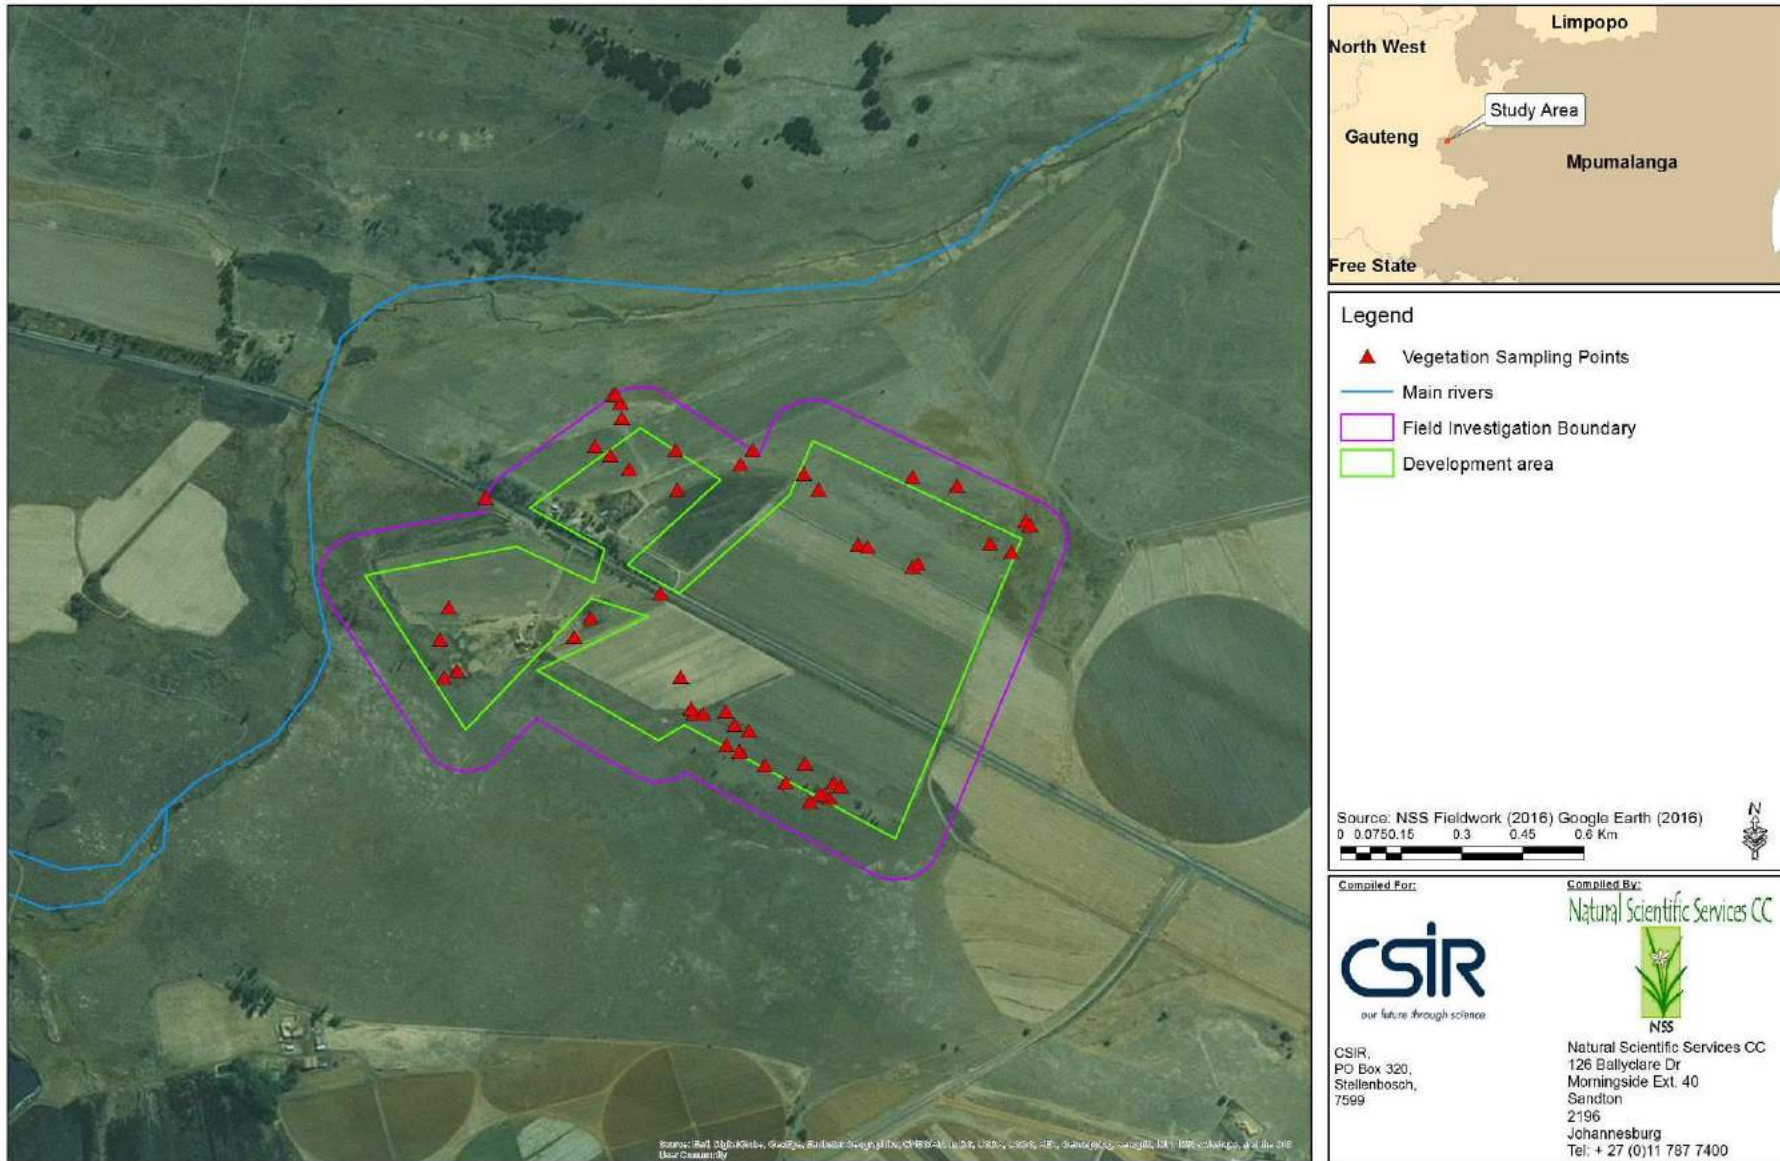 Limpopo
North West
Study Area
Gauteng
Mpumalanga
Free State
Legend
Vegetation Sampling Points
Main rivers
Field Investigation Boundary
Development area
Source: NSS Fieldwork (2016) Google Earth (2016)
0 0.0750.15 0.3 0.45 0.6 Km
N
Compiled For:
CSIR
our future through science
CSIR,
PO Box 320,
Stellenbosch,
7599
Compiled By:
Natural Scientific Services CC
NSS
Natural Scientific Services CC
126 Ballyclare Dr
Morningside Ext. 40
Sandton
2196
Johannesburg
Tel: + 27 (0)11 787 7400
User Community